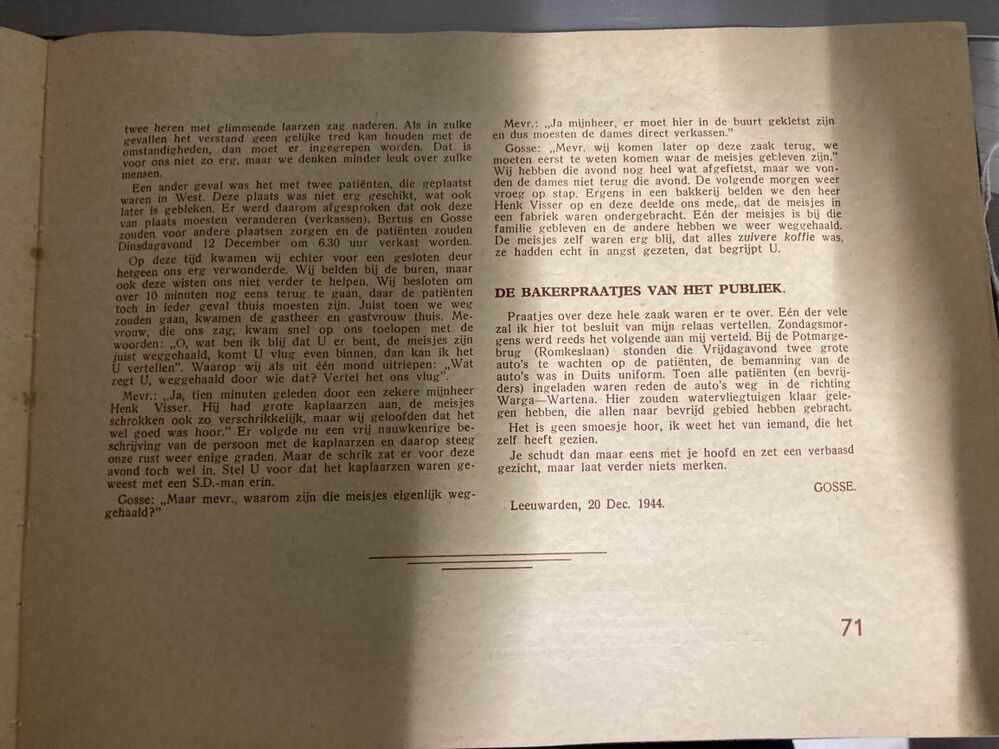 twee heren met glimmende laarzen zag naderen. Als in zulke
gevallen het verstand geen gelijke tred kan houden met de
omstandigheden, dan moet er ingegrepen worden. Dat is
voor ons niet zo erg, maar we denken minder leuk over zulke
mensen.
Een ander geval was het met twee patiënten, die geplaatst
waren in West. Deze plaats was niet erg geschikt, wat ook
later is gebleken. Er werd daarom afgesproken dat ook deze
van plaats moesten veranderen (verkassen). Bertus en Gosse
zouden voor andere plaatsen zorgen en de patiënten zouden
Dinsdagavond 12 December om 6.30 uur verkast worden.
Op deze tijd kwamen wij echter voor een gesloten deur
hetgeen ons erg verwonderde. Wij belden bij de buren, maar
ook deze wisten ons niet verder te helpen. Wij besloten om
over 10 minuten nog eens terug te gaan, daar de patiënten
toch in ieder geval thuis moesten zijn. Juist toen we weg
zouden gaan, kwamen de gastheer en gastvrouw thuis. Me-
vrouw, die ons zag, kwam snel op ons toelopen met de
woorden: „O, wat ben ik blij dat U er bent, de meisjes zijn
juist weggehaald, komt U vlug even binnen, dan kan ik het
U vertellen". Waarop wij als uit één mond uitriepen: „Wat
zegt U, weggehaald door wie dat? Vertel het ons vlug".
Mevr.: „Ja, tien minuten geleden door een zekere mijnheer
Henk Visser. Hij had grote kaplaarzen aan, de meisjes
schrokken ook zo verschrikkelijk, maar wij geloofden dat het
wel goed was hoor." Er volgde nu een vrij nauwkeurige be-
schrijving van de persoon met de kaplaarzen en daarop steeg
onze rust weer enige graden. Maar de schrik zat er voor deze
avond toch wel in. Stel U voor dat het kaplaarzen waren ge-
weest met een S.D.-man erin.
Gosse: „Maar mevr., waarom zijn die meisjes eigenlijk weg-
gehaald?"
Mevr.: „Ja mijnheer, er moet hier in de buurt gekletst zijn
en dus moesten de dames direct verkassen."
Gosse: „Mevr. wij komen later op deze zaak terug, we
moeten eerst te weten komen waar de meisjes gebleven zijn."
Wij hebben die avond nog heel wat afgefietst, maar we von-
den de dames niet terug die avond. De volgende morgen weer
vroeg op stap. Ergens in een bakkerij belden we den heer
Henk Visser op en deze deelde ons mede, dat de meisjes in
een fabriek waren ondergebracht. Eén der meisjes is bij die
familie gebleven en de andere hebben we weer weggehaald.
De meisjes zelf waren erg blij, dat alles zuivere koffie was,
ze hadden echt in angst gezeten, dat begrijpt U.
DE BAKERPRAATJES VAN HET PUBLIEK.
Praatjes over deze hele zaak waren er te over. Eén der vele
zal ik hier tot besluit van mijn relaas vertellen. Zondagsmor-
gens werd reeds het volgende aan mij verteld. Bij de Potmarge-
brug (Romkeslaan) stonden die Vrijdagavond twee grote
auto's te wachten op de patiënten, de bemanning van de
auto's was in Duits uniform. Toen alle patiënten (en bevrij-
ders) ingeladen waren reden de auto's weg in de richting
Warga—Wartena. Hier zouden watervliegtuigen klaar gele-
gen hebben, die allen naar bevrijd gebied hebben gebracht.
Het is geen smoesje hoor, ik weet het van iemand, die het
zelf heeft gezien.
Je schudt dan maar eens met je hoofd en zet een verbaasd
gezicht, maar laat verder niets merken.
GOSSE.
Leeuwarden, 20 Dec. 1944.
71